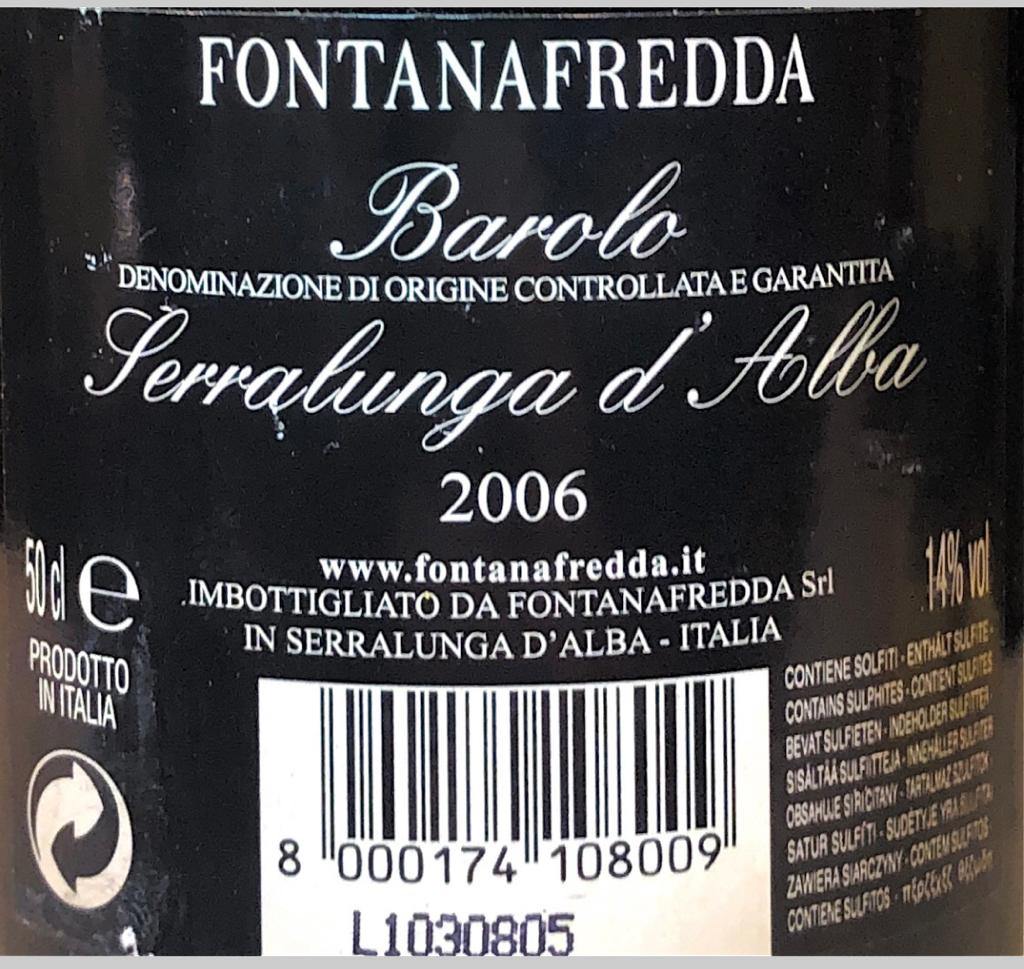 FONTANAFREDDA
Barolo
DENOMINAZIONE DI ORIGINE CONTROLLATA E GARANTITA
Serralunga d'Alba
2006
www.fontanafredda.it
IMBOTTIGLIATO DA FONTANAFREDDA Srl
IN SERRALUNGA D'ALBA - ITALIA
50 cl e
PRODOTTO
IN ITALIA
14% vol
CONTIENE SOLFITI - ENTHÄLT SULFITE -
CONTAINS SULPHITES - CONTIENT SULFITES
BEVAT SULFIETEN - INDEHOLDER SULFITTER
SISÄLTÄÄ SULFIITTEJA - INNEHÅLLER SULFITER
OBSAHUJE SIŘIČITANY - TARTALMAZ SZULFITOK
SATUR SULFĪTI - SUDĖTYJE YRA SULFITA
ZAWIERA SIARCZYNY - CONTEM SULFITOS
CONTIENE SULFITOS -
8 000174 108009
L1030805